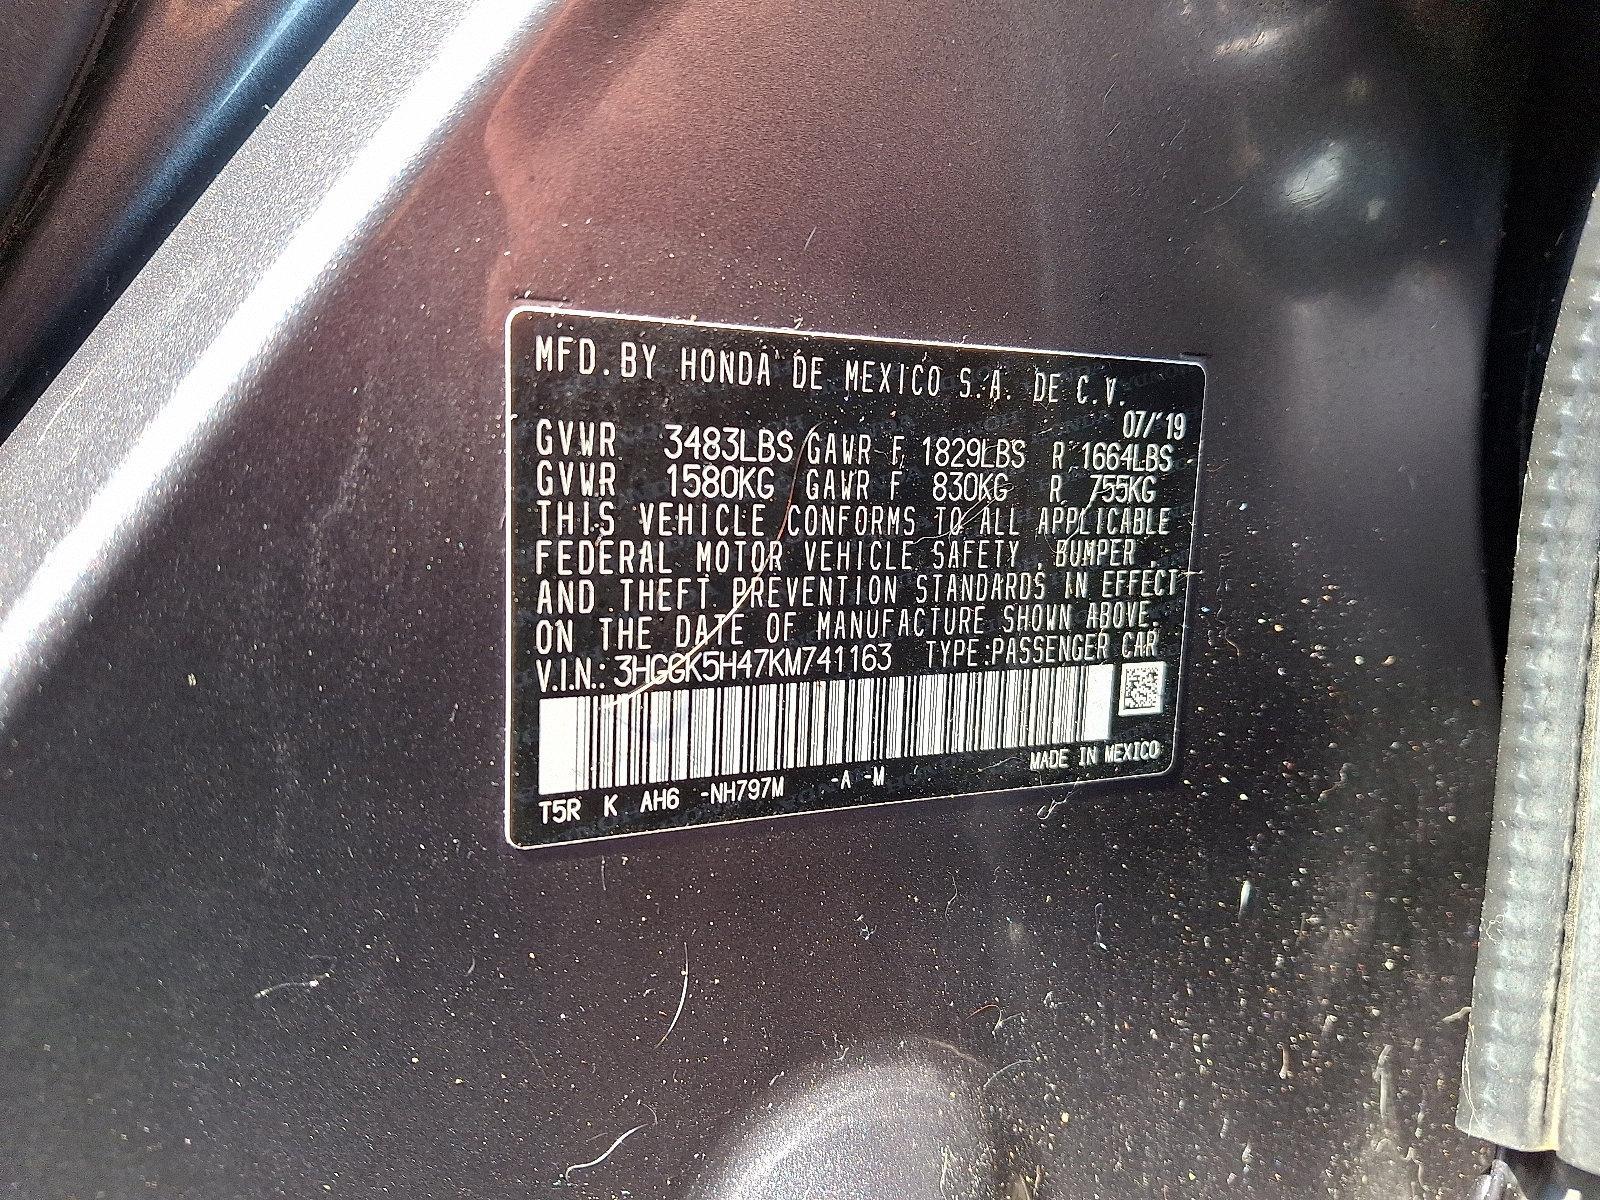 MFD. BY HONDA DE MEXICO S.A. DE C.V.
07/'19
GVWR 3483LBS GAWR F 1829LBS R 1664LBS
GVWR 1580KG GAWR F 830KG R 755KG
THIS VEHICLE CONFORMS TO ALL APPLICABLE
FEDERAL MOTOR VEHICLE SAFETY , BUMPER ,
AND THEFT PREVENTION STANDARDS IN EFFECT
ON THE DATE OF MANUFACTURE SHOWN ABOVE.
V.I.N.: 3HGGK5H47KM741163 TYPE:PASSENGER CAR
MADE IN MEXICO
T5R K AH6 -NH797M -A -M